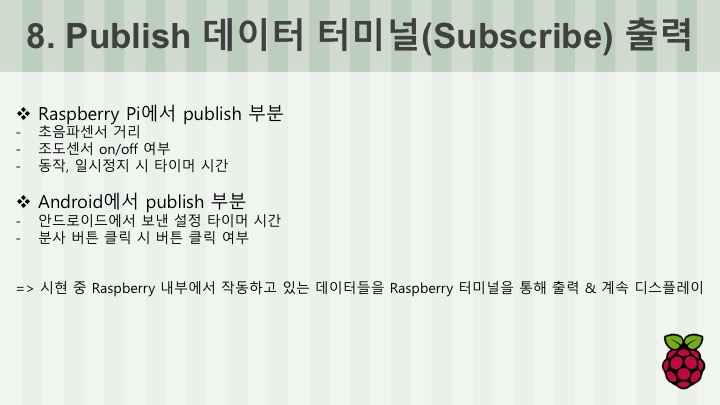 8. Publish 데이터 터미널(Subscribe) 출력
❖ Raspberry Pi에서 publish 부분
- 초음파센서 거리
- 조도센서 on/off 여부
- 동작, 일시정지 시 타이머 시간
❖ Android에서 publish 부분
- 안드로이드에서 보낸 설정 타이머 시간
- 분사 버튼 클릭 시 버튼 클릭 여부
=> 시현 중 Raspberry 내부에서 작동하고 있는 데이터들을 Raspberry 터미널을 통해 출력 & 계속 디스플레이